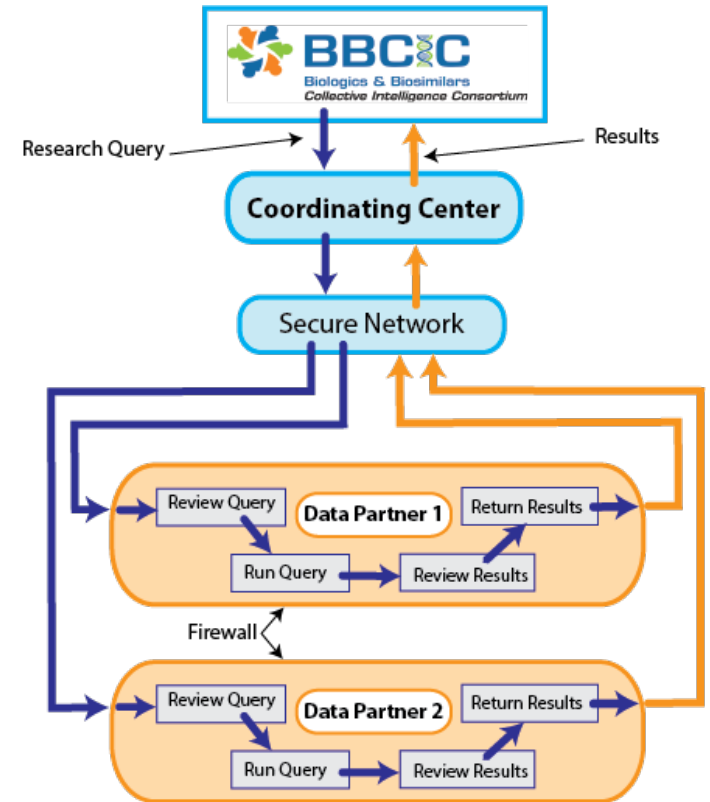 BBCIC
Biologics & Biosimilars
Collective Intelligence Consortium
Research Query
Results
Coordinating Center
Secure Network
Review Query
Data Partner 1
Return Results
Run Query
Review Results
Firewall
Review Query
Data Partner 2
Return Results
Run Query
Review Results